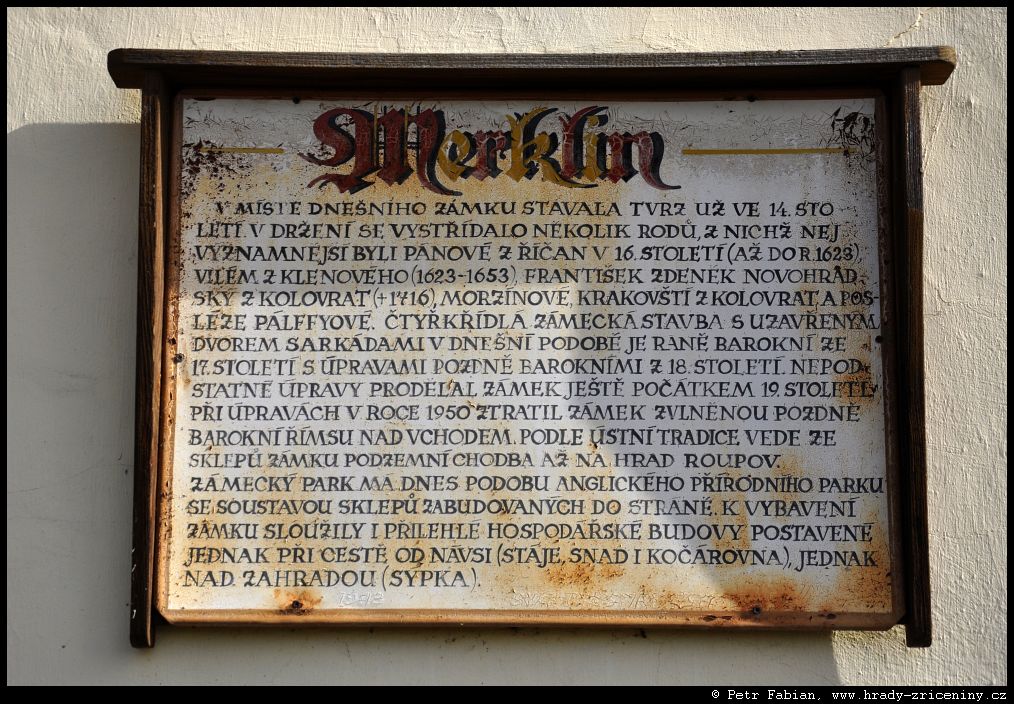 Merklin
V MÍSTĚ DNEŠNÍHO ZÁMKU STÁVALA TVRZ UŽ VE 14. STO
LETÍ. V DRŽENÍ SE VYSTŘÍDALO NĚKOLIK RODŮ, Z NICHŽ NEJ
VÝZNAMNĚJŠÍ BYLI PÁNOVÉ Z ŘÍČAN V 16. STOLETÍ (AŽ DO R. 1623),
VILÉM Z KLENOVÉHO (1623-1653), FRANTIŠEK ZDENĚK NOVOHRAD-
SKÝ Z KOLOVRAT (+1716), MORZÍNOVÉ, KRAKOVŠTÍ Z KOLOVRAT, A POS-
LÉZE PÁLFFYOVÉ. ČTYŘKŘÍDLÁ ZÁMECKÁ STAVBA S UZAVŘENÝM
DVOREM S ARKÁDAMI V DNEŠNÍ PODOBĚ JE RANĚ BAROKNÍ ZE
17. STOLETÍ S ÚPRAVAMI POZDNĚ BAROKNÍMI Z 18. STOLETÍ. NEPOD-
STATNÉ ÚPRAVY PRODĚLAL ZÁMEK JEŠTĚ POČÁTKEM 19. STOLETÍ.
PŘI ÚPRAVÁCH V ROCE 1950 ZTRATIL ZÁMEK ZVLNĚNOU POZDNĚ
BAROKNÍ ŘÍMSU NAD VCHODEM. PODLE ÚSTNÍ TRADICE VEDE ZE
SKLEPŮ ZÁMKU PODZEMNÍ CHODBA AŽ NA HRAD ROUPOV.
ZÁMECKÝ PARK MÁ DNES PODOBU ANGLICKÉHO PŘÍRODNÍHO PARKU
SE SOUSTAVOU SKLEPŮ ZABUDOVANÝCH DO STRÁNĚ. K VYBAVENÍ
ZÁMKU SLOUŽILY I PŘILEHLÉ HOSPODÁŘSKÉ BUDOVY POSTAVENÉ
JEDNAK PŘI CESTĚ OD NÁVSI (STÁJE, SNAD I KOČÁROVNA), JEDNAK
NAD ZAHRADOU (SÝPKA).
© Petr Fabian, www.hrady-zriceniny.cz